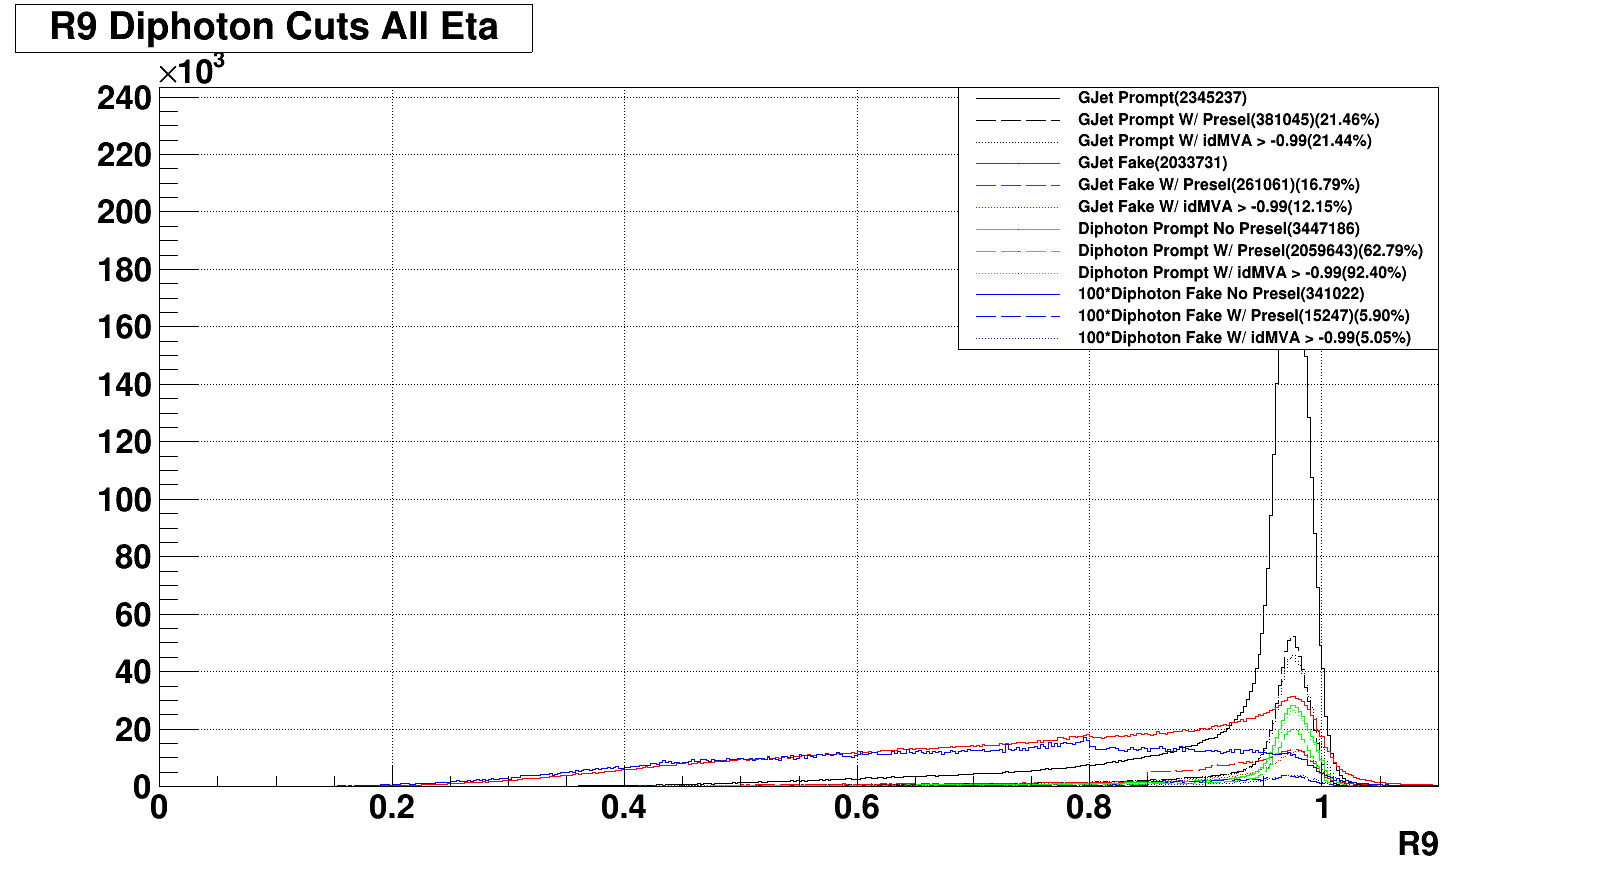 R9 Diphoton Cuts All Eta
×10³
240
220
200
180
160
140
120
100
80
60
40
20
0
GJet Prompt(2345237)
GJet Prompt W/ Presel(381045)(21.46%)
GJet Prompt W/ idMVA > -0.99(21.44%)
GJet Fake(2033731)
GJet Fake W/ Presel(261061)(16.79%)
GJet Fake W/ idMVA > -0.99(12.15%)
Diphoton Prompt No Presel(3447186)
Diphoton Prompt W/ Presel(2059643)(62.79%)
Diphoton Prompt W/ idMVA > -0.99(92.40%)
100*Diphoton Fake No Presel(341022)
100*Diphoton Fake W/ Presel(15247)(5.90%)
100*Diphoton Fake W/ idMVA > -0.99(5.05%)
0 0.2 0.4 0.6 0.8 1
R9